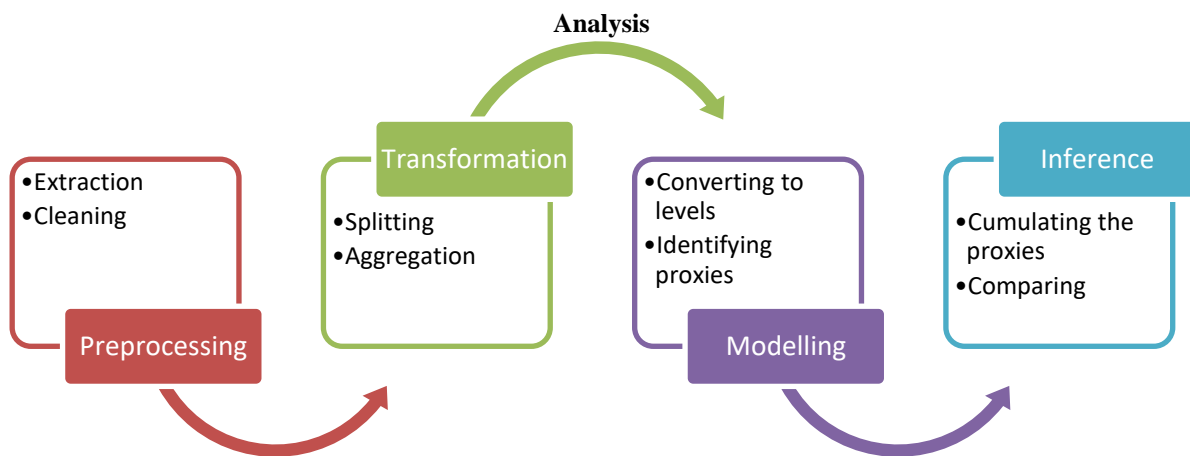 Analysis
•Extraction
•Cleaning
Preprocessing
Transformation
•Splitting
•Aggregation
•Converting to
levels
•Identifying
proxies
Modelling
Inference
•Cumulating the
proxies
•Comparing